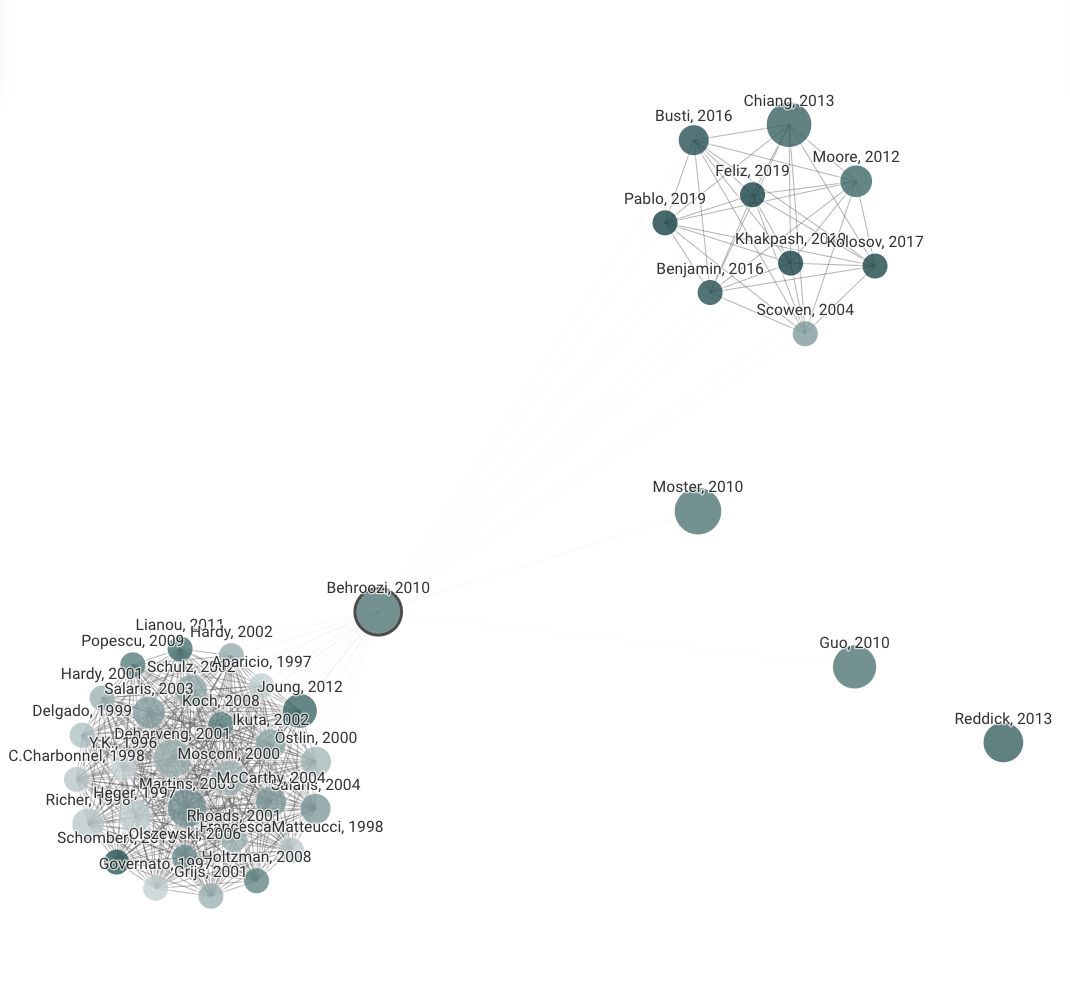 Chiang, 2013
Busti, 2016
Moore, 2012
Feliz, 2019
Pablo, 2019
Khakpash, 2019
Kolosov, 2017
Benjamin, 2016
Scowen, 2004
Moster, 2010
Behroozi, 2010
Guo, 2010
Reddick, 2013
Lianou, 2011
Hardy, 2002
Popescu, 2009
Schulz, 2002
Aparicio, 1997
Hardy, 2001
Salaris, 2003
Joung, 2012
Koch, 2008
Delgado, 1999
Ikuta, 2002
Deharveng, 2001
Östlin, 2000
Y.K., 1996
C.Charbonnel, 1998
Mosconi, 2000
McCarthy, 2004
Martins, 2005
Salaris, 2004
Heger, 1997
Richer, 1998
Rhoads, 2001
FrancescaMatteucci, 1998
Olszewski, 2006
Schombert,
Holtzman, 2008
Governato, 1997
Grijs, 2001